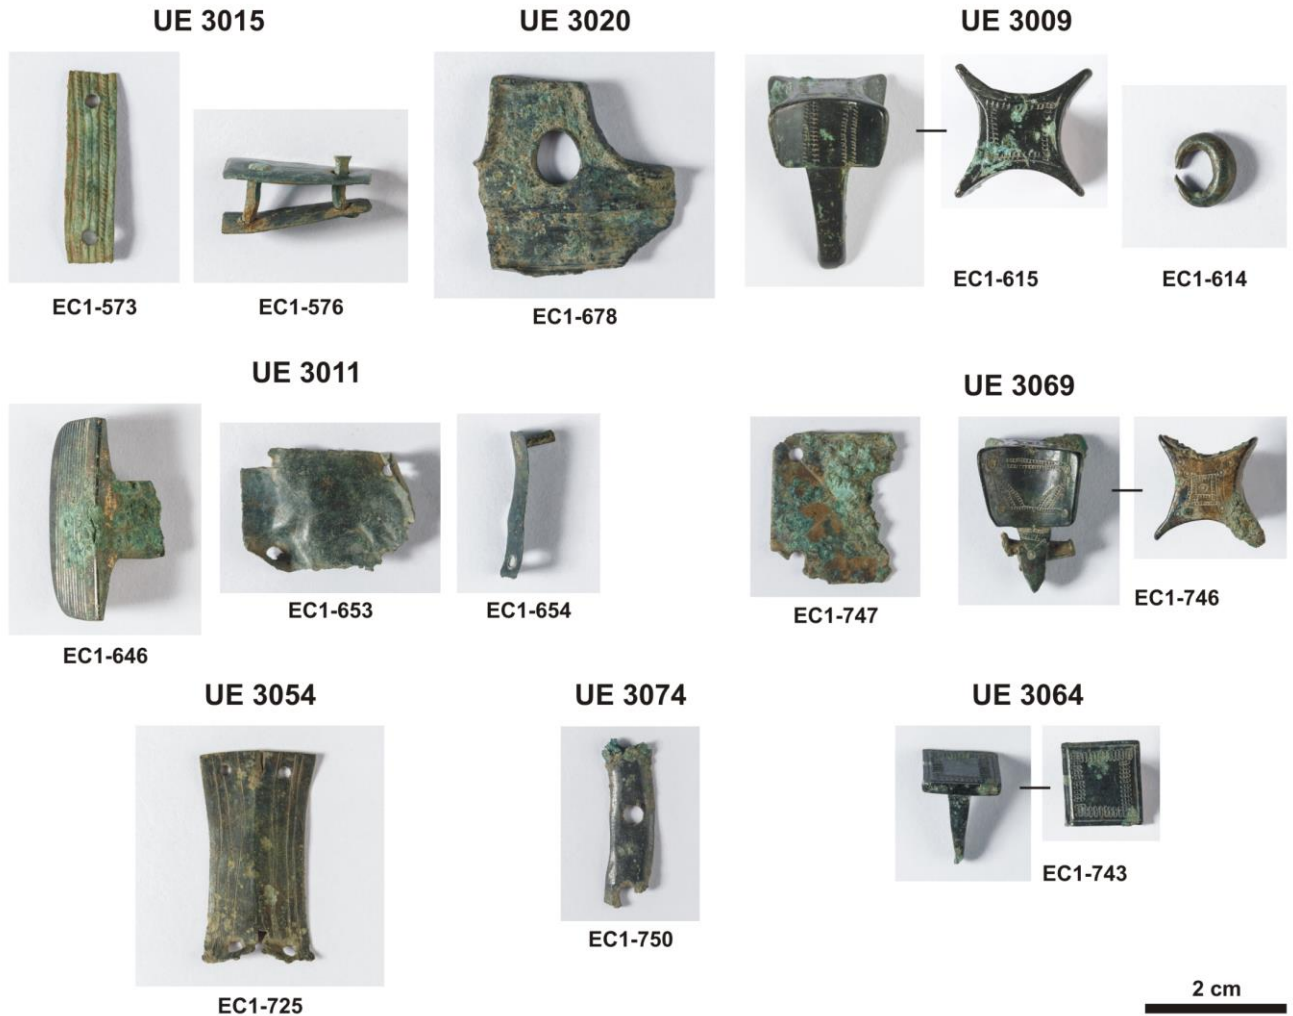 UE 3015
UE 3020
UE 3009
EC1-573
EC1-576
EC1-678
EC1-615
EC1-614
UE 3011
UE 3069
EC1-646
EC1-653
EC1-654
EC1-747
EC1-746
UE 3054
UE 3074
UE 3064
EC1-725
EC1-750
EC1-743
2 cm